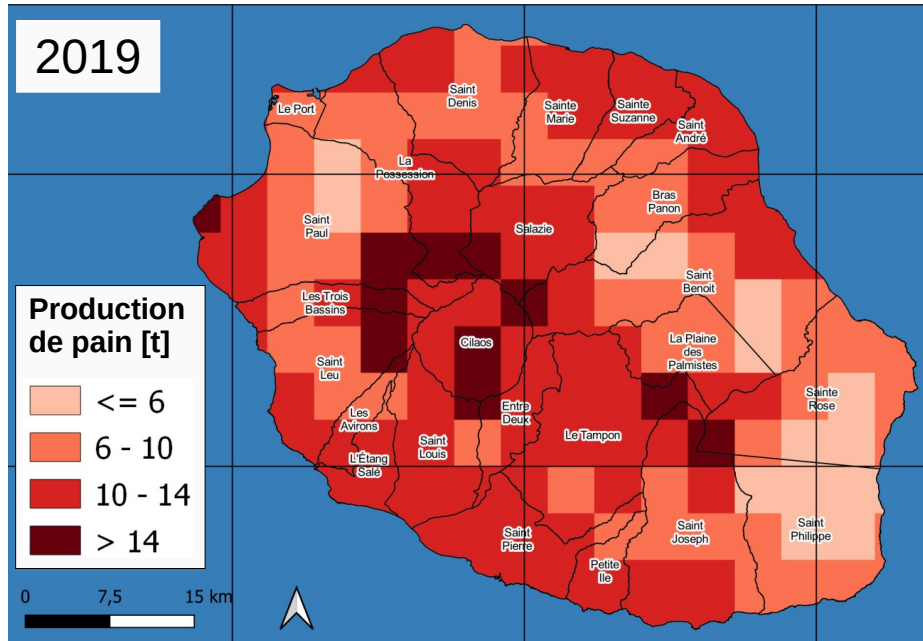 2019
Le Port
Saint
Denis
Sainte
Marie
Sainte
Suzanne
Saint
André
La
Possession
Bras
Panon
Saint
Paul
Salazie
Saint
Benoit
Les Trois
Bassins
Cilaos
La Plaine
des
Palmistes
Saint
Leu
Sainte
Rose
Les
Avirons
Entre
Deux
Le Tampon
Saint
Louis
L'Étang
Salé
Saint
Pierre
Saint
Joseph
Saint
Philippe
Petite
Ile
Production
de pain [t]
<= 6
6 - 10
10 - 14
> 14
0 7,5 15 km